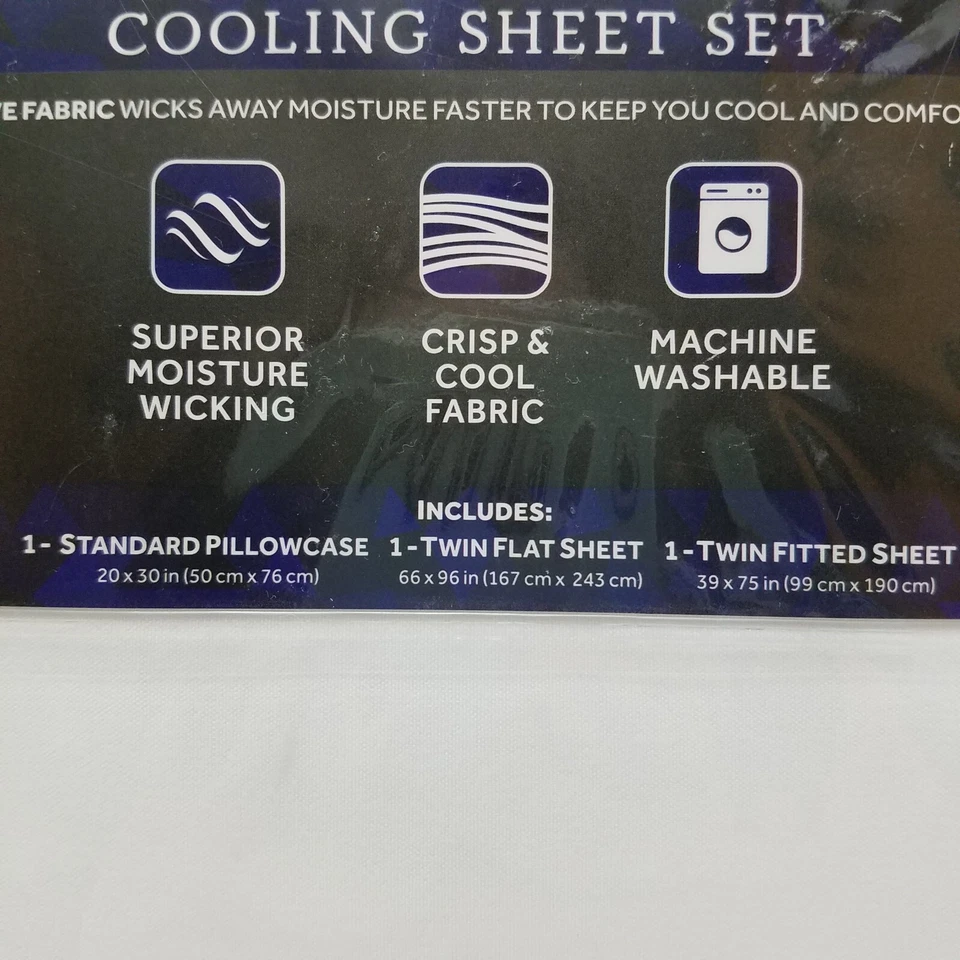 COOLING SHEET SET
FABRIC WICKS AWAY MOISTURE FASTER TO KEEP YOU COOL AND
SUPERIOR
MOISTURE
WICKING
CRISP &
COOL
FABRIC
MACHINE
WASHABLE
INCLUDES:
1- STANDARD PILLOWCASE
20 x 30 in (50 cm x 76 cm)
1-TWIN FLAT SHEET
66 x 96 in (167 cm x 243 cm)
1-TWIN FITTED SHEET
39 x 75 in (99 cm x 190 cm)